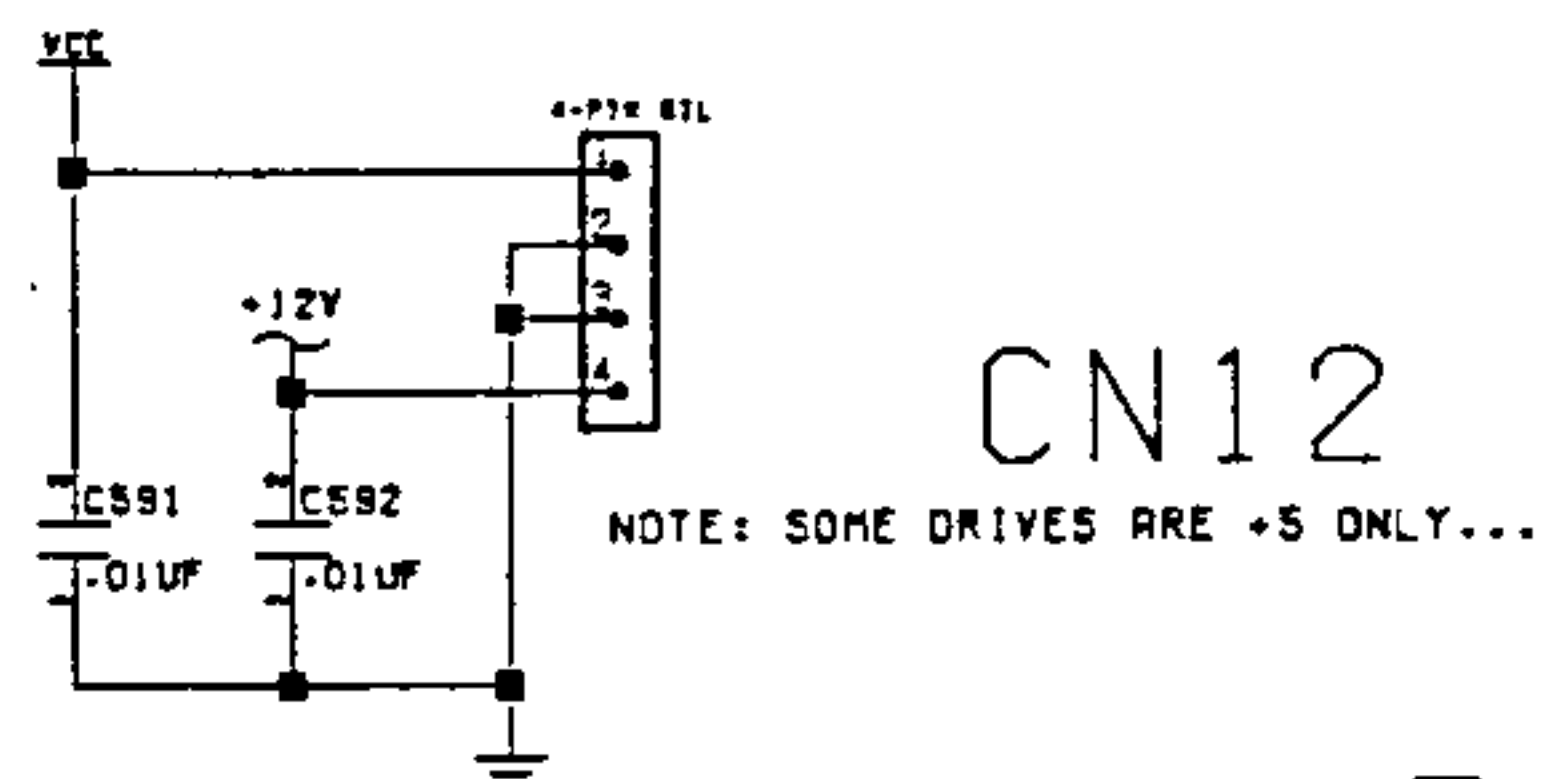 VCC
4-PIN STL
1
2
+12V
3
4
CN12
C591
C592
NOTE: SOME DRIVES ARE +5 ONLY...
.01UF
.01UF